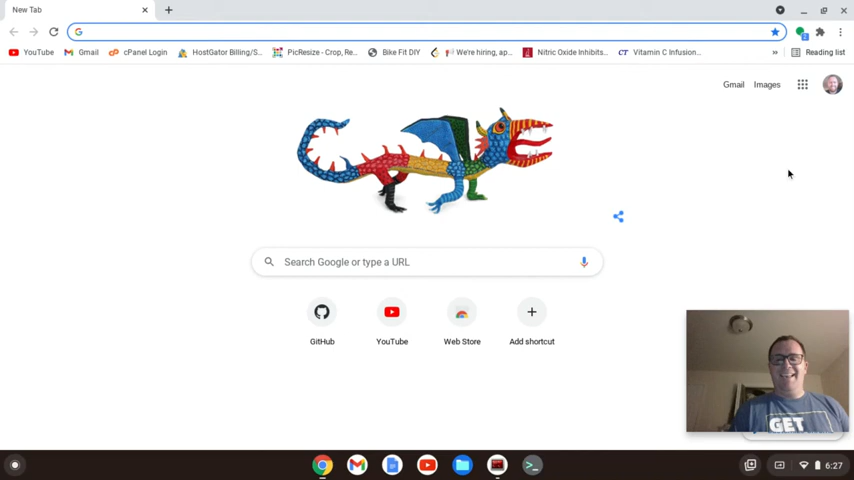 New Tab
YouTube
Gmail
cPanel Login
HostGator Billing/S...
PicResize - Crop, Re...
Bike Fit DIY
We're hiring, ap...
Nitric Oxide Inhibits...
CT Vitamin C Infusion...
»
Reading list
Gmail
Images
Search Google or type a URL
GitHub
YouTube
Web Store
Add shortcut
GET
6:27